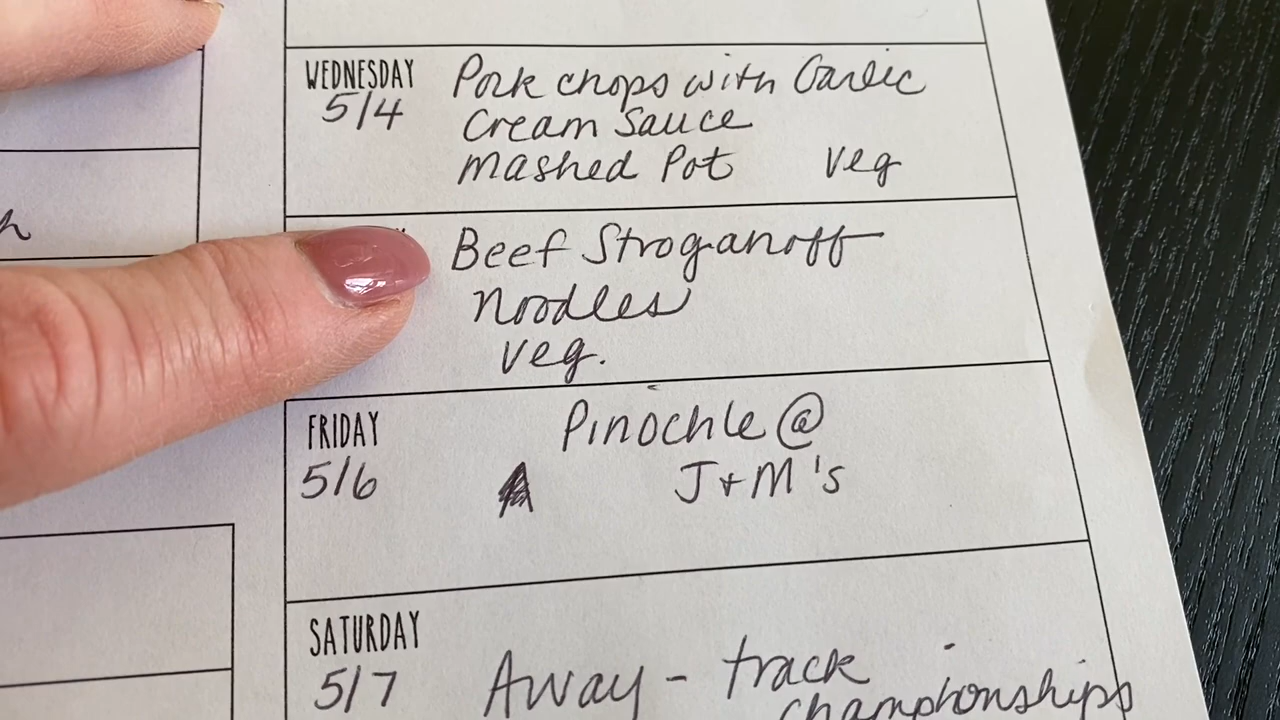 WEDNESDAY
5/4
Pork chops with Garlic
Cream Sauce
Mashed Pot veg
Beef Stroganoff
Noodles
veg.
FRIDAY
5/6
Pinochle @
J+M's
SATURDAY
5/7
Away - track
championships